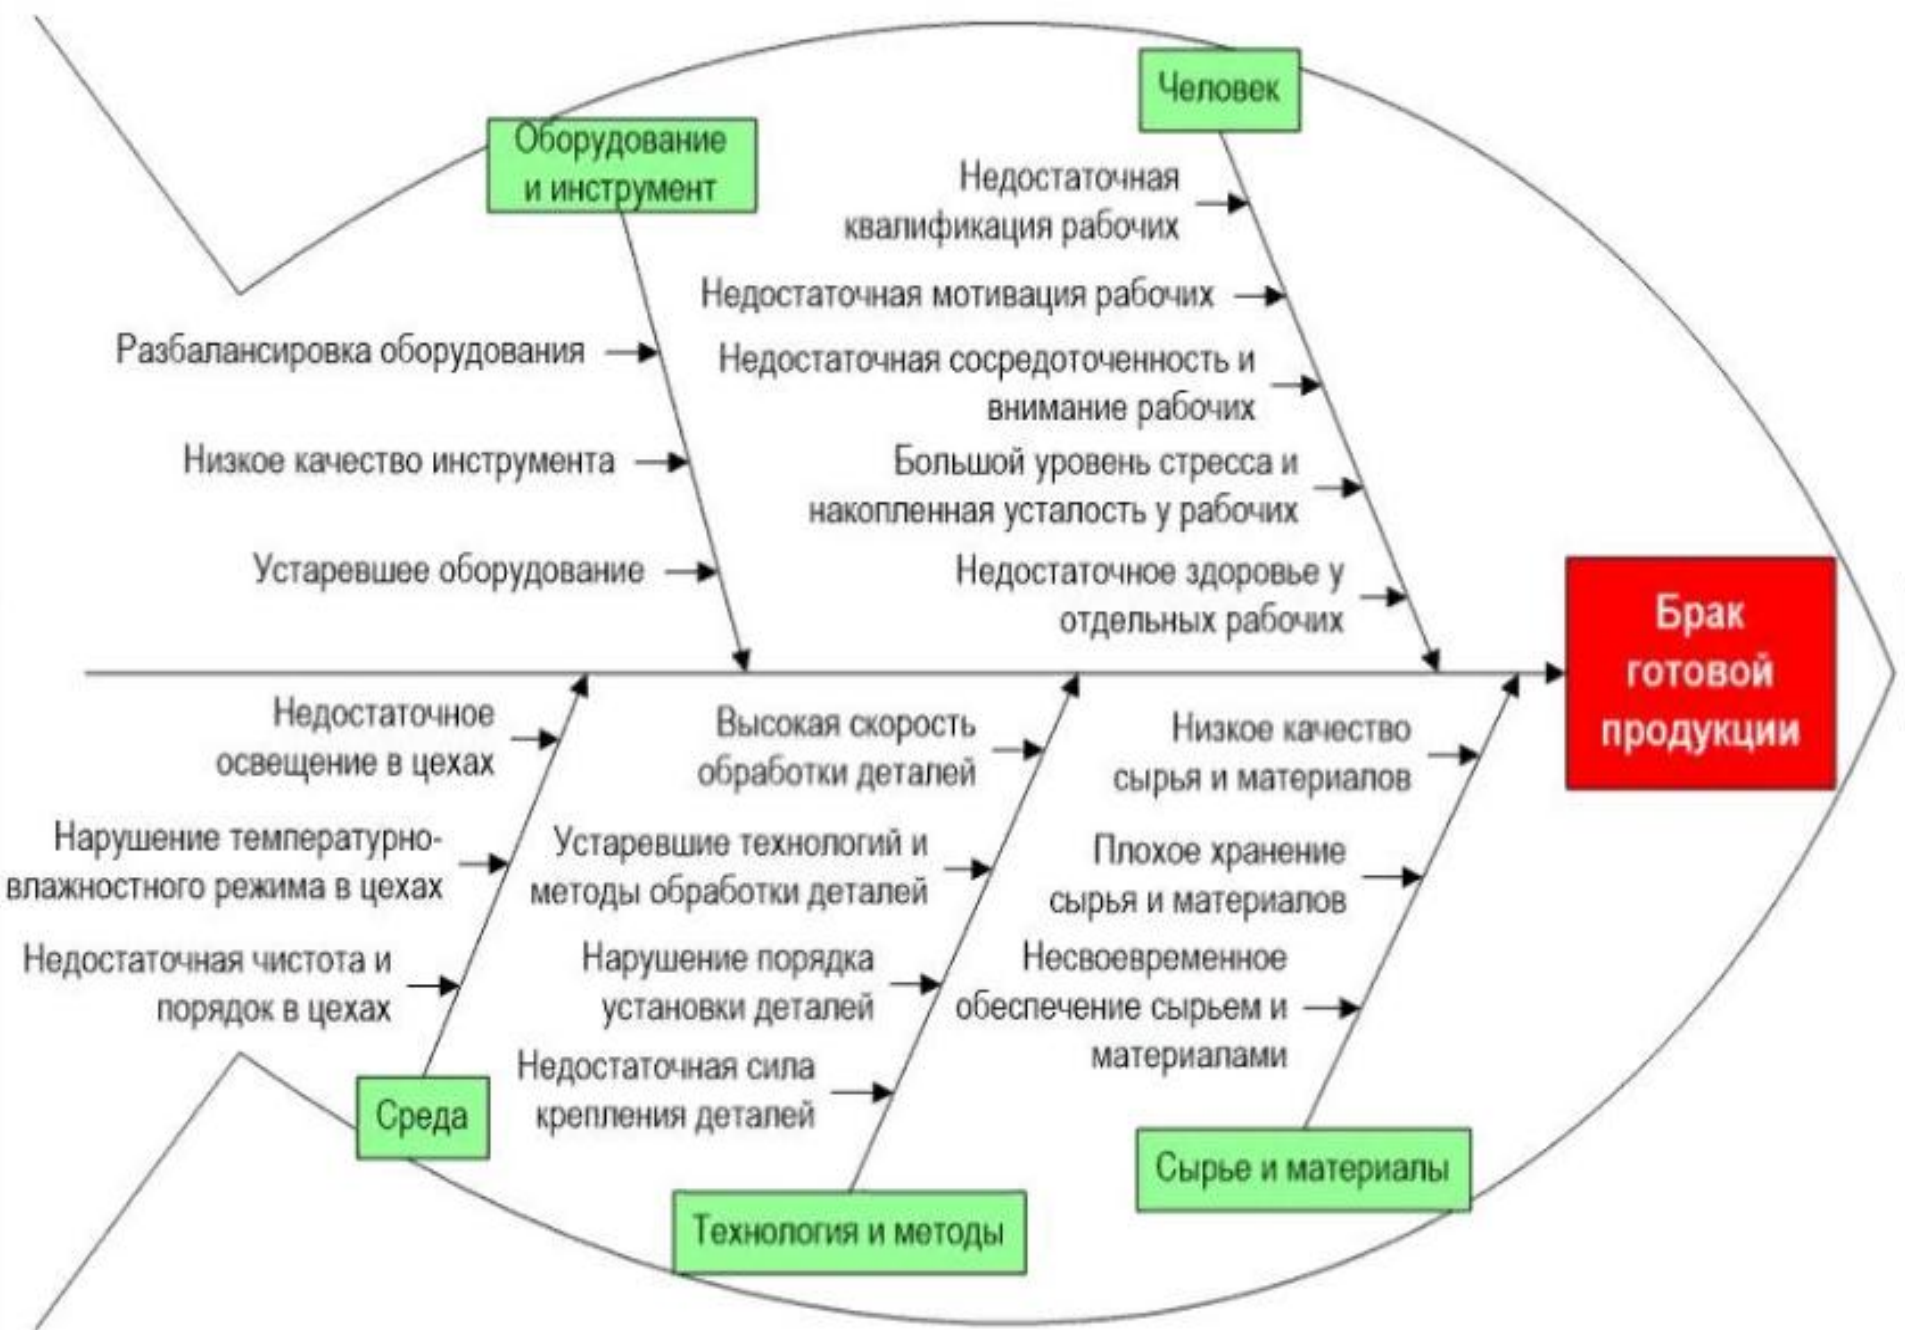 Человек
Оборудование
и инструмент
Недостаточная
квалификация рабочих
Недостаточная мотивация рабочих
Недостаточная сосредоточенность и
внимание рабочих
Большой уровень стресса и
накопленная усталость у рабочих
Недостаточное здоровье у
отдельных рабочих
Разбалансировка оборудования
Низкое качество инструмента
Устаревшее оборудование
Брак
готовой
продукции
Недостаточное
освещение в цехах
Нарушение температурно-
влажностного режима в цехах
Недостаточная чистота и
порядок в цехах
Среда
Высокая скорость
обработки деталей
Устаревшие технологий и
методы обработки деталей
Нарушение порядка
установки деталей
Недостаточная сила
крепления деталей
Технология и методы
Низкое качество
сырья и материалов
Плохое хранение
сырья и материалов
Несвоевременное
обеспечение сырьем и
материалами
Сырье и материалы